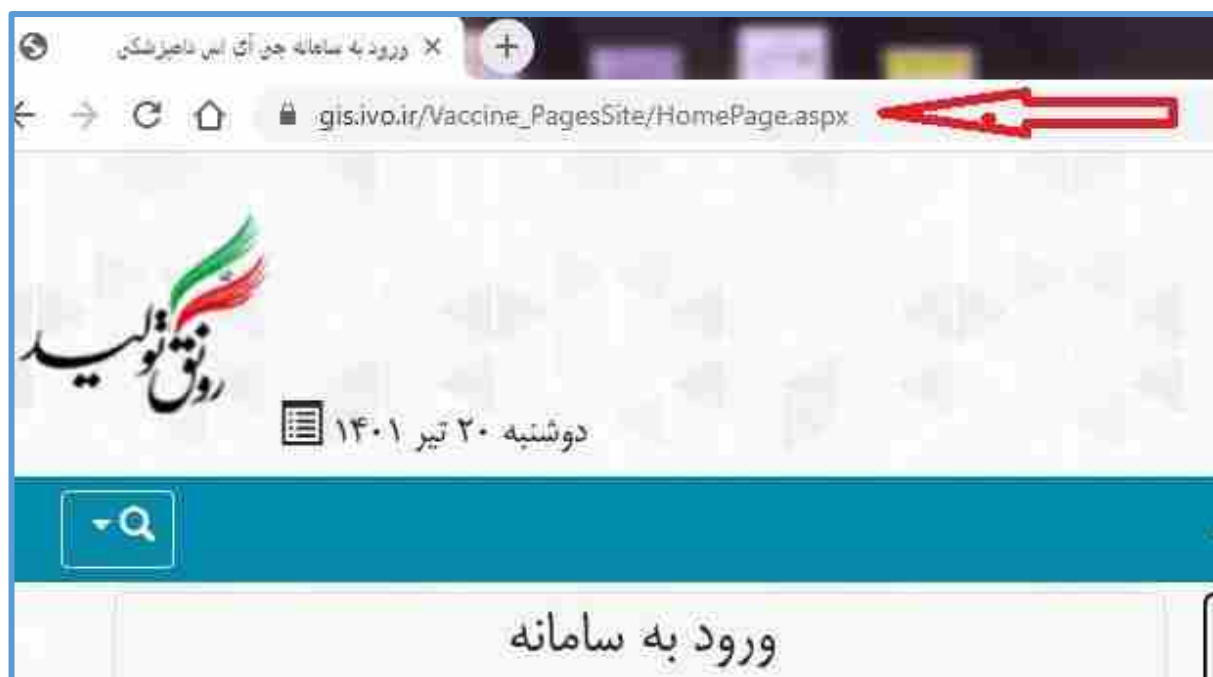 ورود به سامانه جی آی اس دامپزشکی
gis.ivo.ir/Vaccine_PagesSite/HomePage.aspx
رونق تولید
دوشنبه ۲۰ تیر ۱۴۰۱
ورود به سامانه